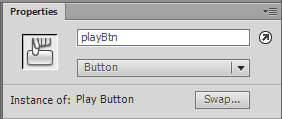 Properties
playBtn
Button
Instance of: Play Button Swap...